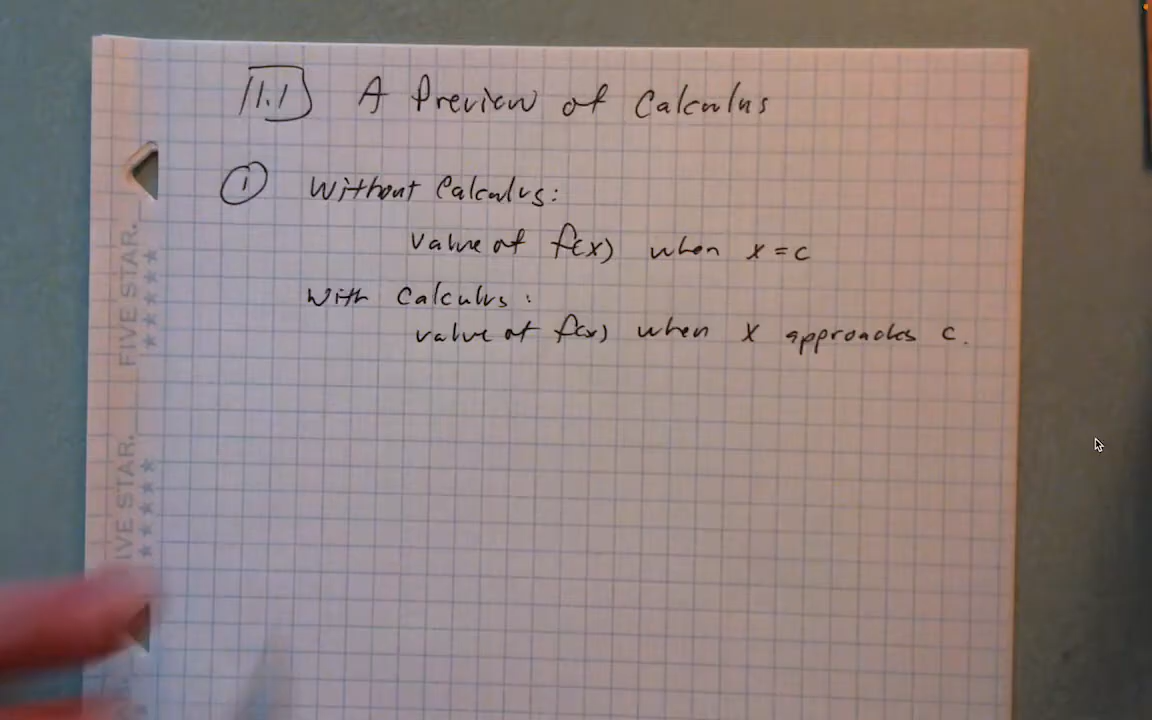 11.1 A Preview of Calculus
① Without Calculus:
value of f(x) when x = c
With Calculus:
value of f(x) when x approaches c.
FIVE STAR.
FIVE STAR.